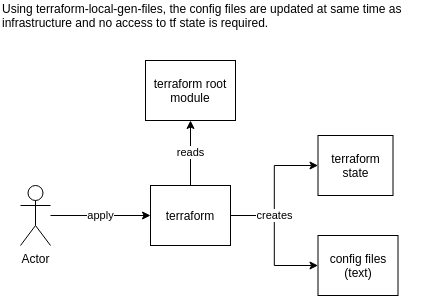 Using terraform-local-gen-files, the config files are updated at same time as
infrastructure and no access to tf state is required.
terraform root
module
reads
terraform
state
apply
terraform
creates
Actor
config files
(text)